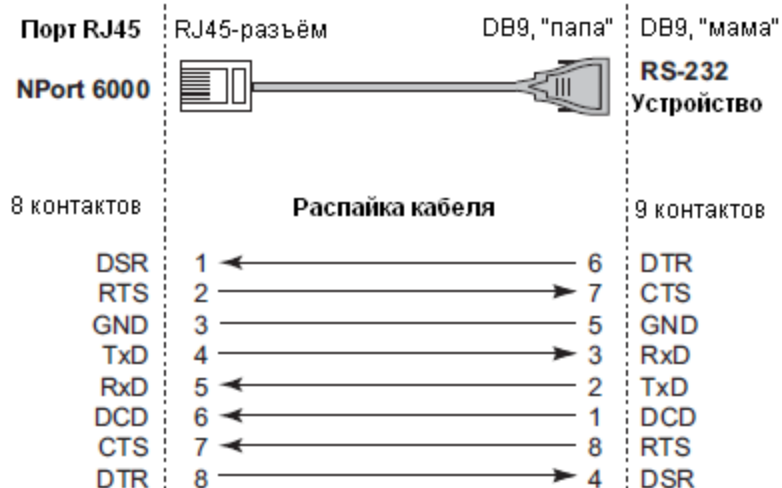 Порт RJ45 RJ45-разъём DB9, "папа" DB9, "мама"
NPort 6000 RS-232
Устройство
8 контактов Распайка кабеля 9 контактов
DSR 1 6 DTR
RTS 2 7 CTS
GND 3 5 GND
TxD 4 3 RxD
RxD 5 2 TxD
DCD 6 1 DCD
CTS 7 8 RTS
DTR 8 4 DSR